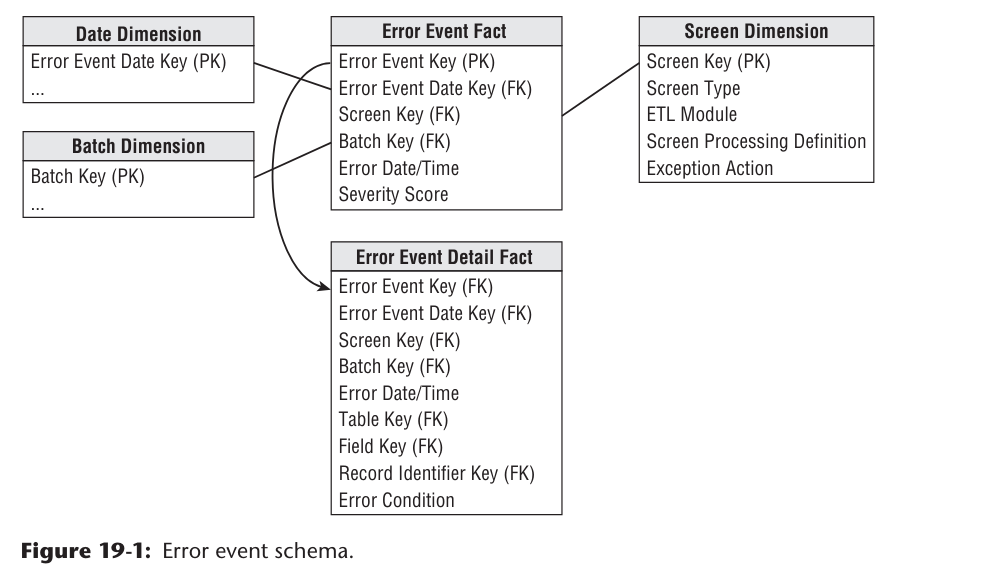 Date Dimension
Error Event Date Key (PK)
...
Batch Dimension
Batch Key (PK)
...
Error Event Fact
Error Event Key (PK)
Error Event Date Key (FK)
Screen Key (FK)
Batch Key (FK)
Error Date/Time
Severity Score
Screen Dimension
Screen Key (PK)
Screen Type
ETL Module
Screen Processing Definition
Exception Action
Error Event Detail Fact
Error Event Key (FK)
Error Event Date Key (FK)
Screen Key (FK)
Batch Key (FK)
Error Date/Time
Table Key (FK)
Field Key (FK)
Record Identifier Key (FK)
Error Condition
Figure 19-1: Error event schema.